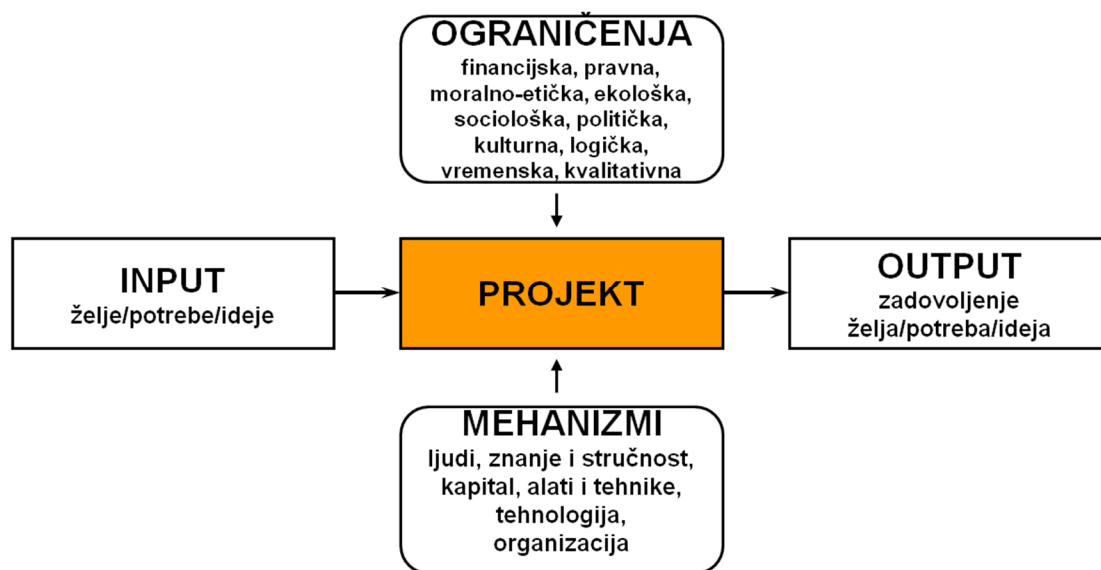 OGRANIČENJA
financijska, pravna,
moralno-etička, ekološka,
sociološka, politička,
kulturna, logička,
vremenska, kvalitativna
INPUT
želje/potrebe/ideje
PROJEKT
OUTPUT
zadovoljenje
želja/potreba/ideja
MEHANIZMI
ljudi, znanje i stručnost,
kapital, alati i tehnike,
tehnologija,
organizacija